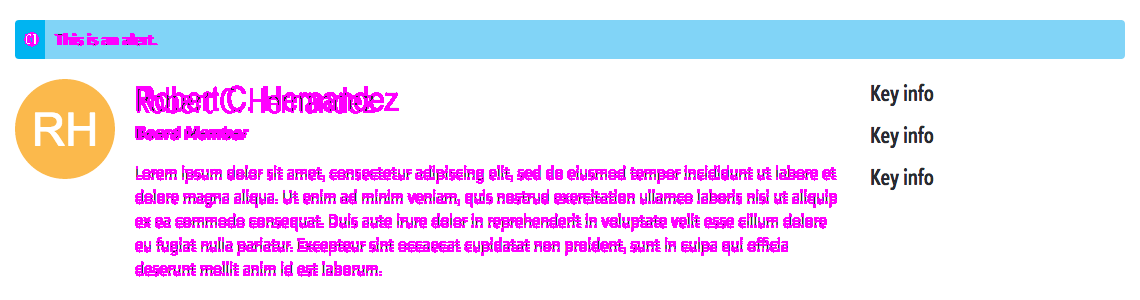 This is an alert.
RH
Robert C. Hernandez
Board Member
Lorem ipsum dolor sit amet, consectetur adipiscing elit, sed do eiusmod tempor incididunt ut labore et
dolore magna aliqua. Ut enim ad minim veniam, quis nostrud exercitation ullamco laboris nisi ut aliquip
ex ea commodo consequat. Duis aute irure dolor in reprehenderit in voluptate velit esse cillum dolore
eu fugiat nulla pariatur. Excepteur sint occaecat cupidatat non proident, sunt in culpa qui officia
deserunt mollit anim id est laborum.
Key info
Key info
Key info